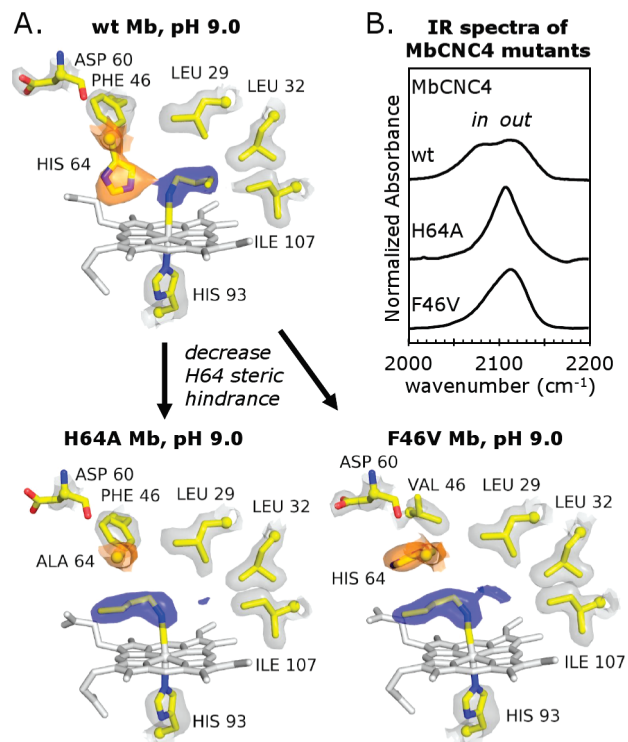 A.
wt Mb, pH 9.0
ASP 60
PHE 46
LEU 29
LEU 32
HIS 64
ILE 107
HIS 93
decrease
H64 steric
hindrance
B.
IR spectra of
MbCNC4 mutants
MbCNC4
in out
wt
H64A
F46V
Normalized Absorbance
2000 2100 2200
wavenumber (cm⁻¹)
H64A Mb, pH 9.0
ASP 60
PHE 46
LEU 29
LEU 32
ALA 64
ILE 107
HIS 93
F46V Mb, pH 9.0
ASP 60
VAL 46
LEU 29
LEU 32
HIS 64
ILE 107
HIS 93